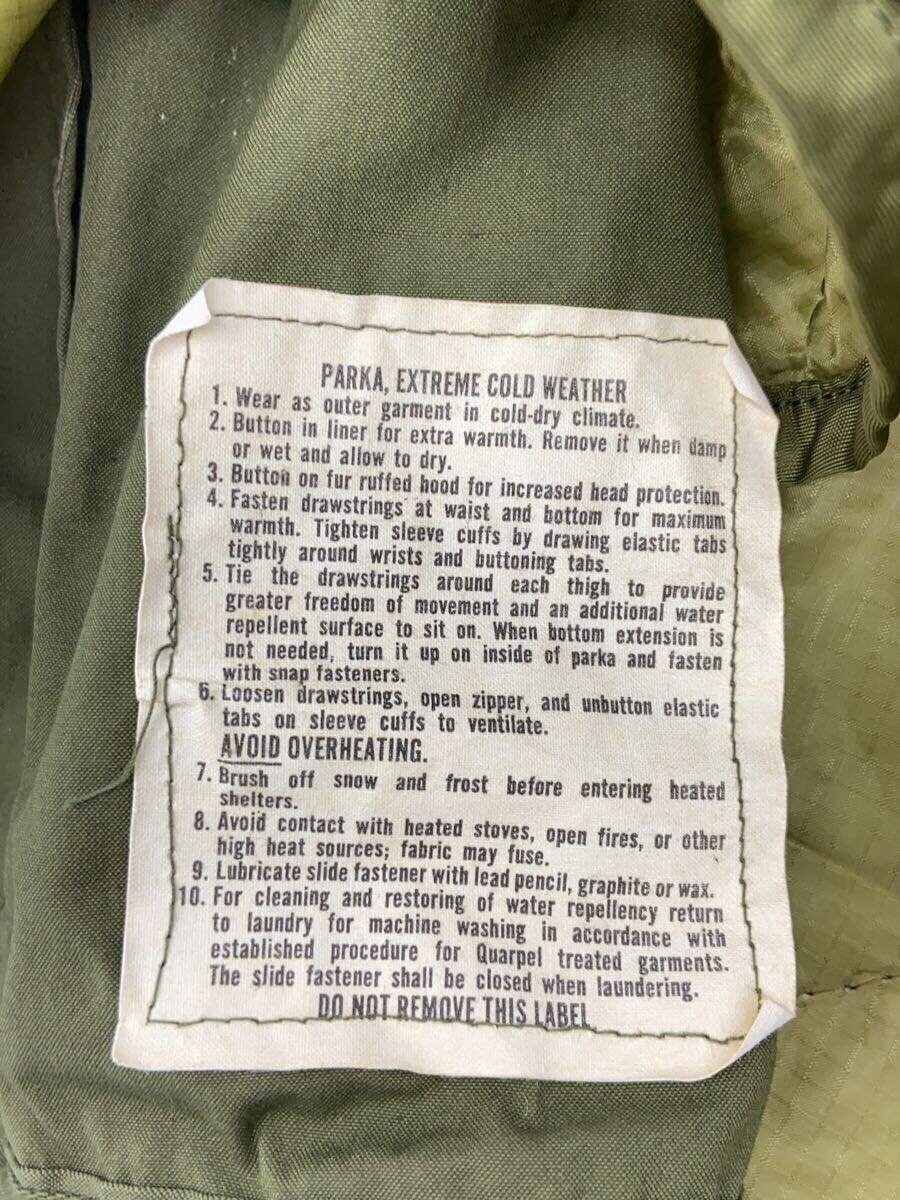 PARKA, EXTREME COLD WEATHER
1. Wear as outer garment in cold-dry climate.
2. Button in liner for extra warmth. Remove it when damp
or wet and allow to dry.
3. Button on fur ruffed hood for increased head protection.
4. Fasten drawstrings at waist and bottom for maximum
warmth. Tighten sleeve cuffs by drawing elastic tabs
tightly around wrists and buttoning tabs.
5. Tie the drawstrings around each thigh to provide
greater freedom of movement and an additional water
repellent surface to sit on. When bottom extension is
not needed, turn it up on inside of parka and fasten
with snap fasteners.
6. Loosen drawstrings, open zipper, and unbutton elastic
tabs on sleeve cuffs to ventilate.
AVOID OVERHEATING.
7. Brush off snow and frost before entering heated
shelters.
8. Avoid contact with heated stoves, open fires, or other
high heat sources; fabric may fuse.
9. Lubricate slide fastener with lead pencil, graphite or wax.
10. For cleaning and restoring of water repellency return
to laundry for machine washing in accordance with
established procedure for Quarpel treated garments.
The slide fastener shall be closed when laundering.
DO NOT REMOVE THIS LABEL